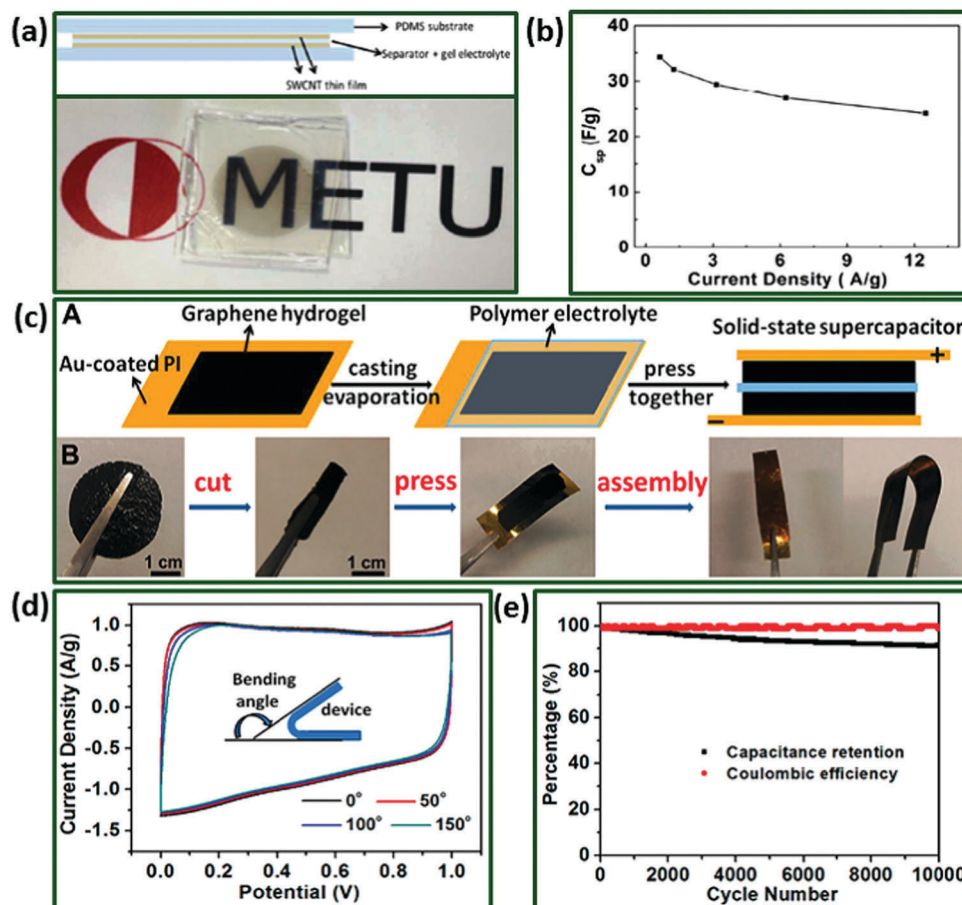 (a)
PDMS substrate
Separator + gel electrolyte
SWCNT thin film
METU
(b)
40
30
20
10
0
C_sp (F/g)
0 3 6 9 12
Current Density ( A/g)
(c)
A
Graphene hydrogel
Au-coated PI
casting
evaporation
Polymer electrolyte
press
together
Solid-state supercapacitor
+
−
B
cut
press
assembly
1 cm
1 cm
(d)
1.0
0.5
0.0
-0.5
-1.0
-1.5
Current Density (A/g)
Bending
angle
device
0° 50°
100° 150°
0.0 0.2 0.4 0.6 0.8 1.0
Potential (V)
(e)
100
80
60
40
20
0
Percentage (%)
Capacitance retention
Coulombic efficiency
2000 4000 6000 8000 10000
Cycle Number